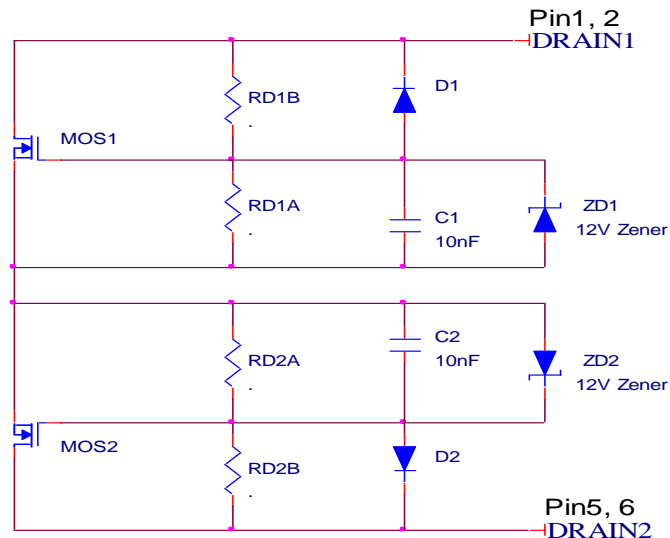 Pin1, 2
DRAIN1
D1
RD1B
.
MOS1
RD1A
.
C1
10nF
ZD1
12V Zener
C2
10nF
RD2A
.
ZD2
12V Zener
MOS2
D2
RD2B
.
Pin5, 6
DRAIN2